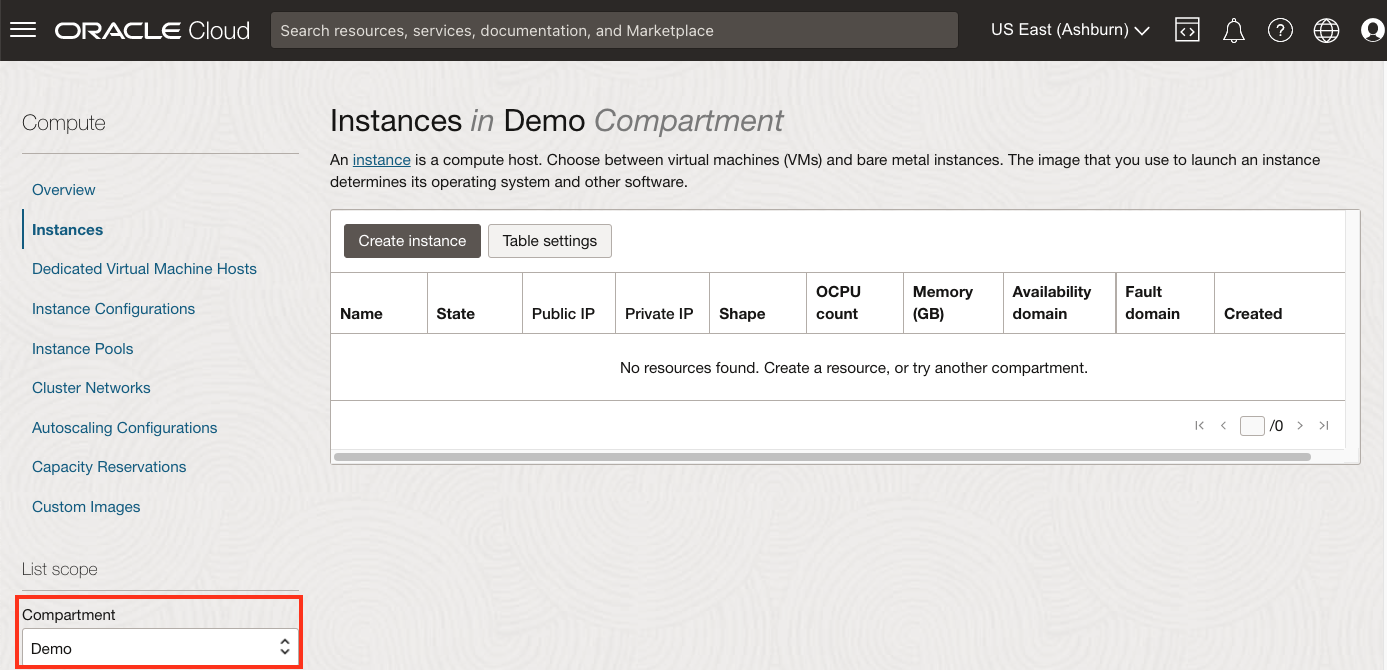 ORACLE Cloud
Search resources, services, documentation, and Marketplace
US East (Ashburn)
Compute
Overview
Instances
Dedicated Virtual Machine Hosts
Instance Configurations
Instance Pools
Cluster Networks
Autoscaling Configurations
Capacity Reservations
Custom Images
List scope
Compartment
Demo
Instances in Demo Compartment
An instance is a compute host. Choose between virtual machines (VMs) and bare metal instances. The image that you use to launch an instance
determines its operating system and other software.
Create instance
Table settings
Name
State
Public IP
Private IP
Shape
OCPU
count
Memory
(GB)
Availability
domain
Fault
domain
Created
No resources found. Create a resource, or try another compartment.
/0